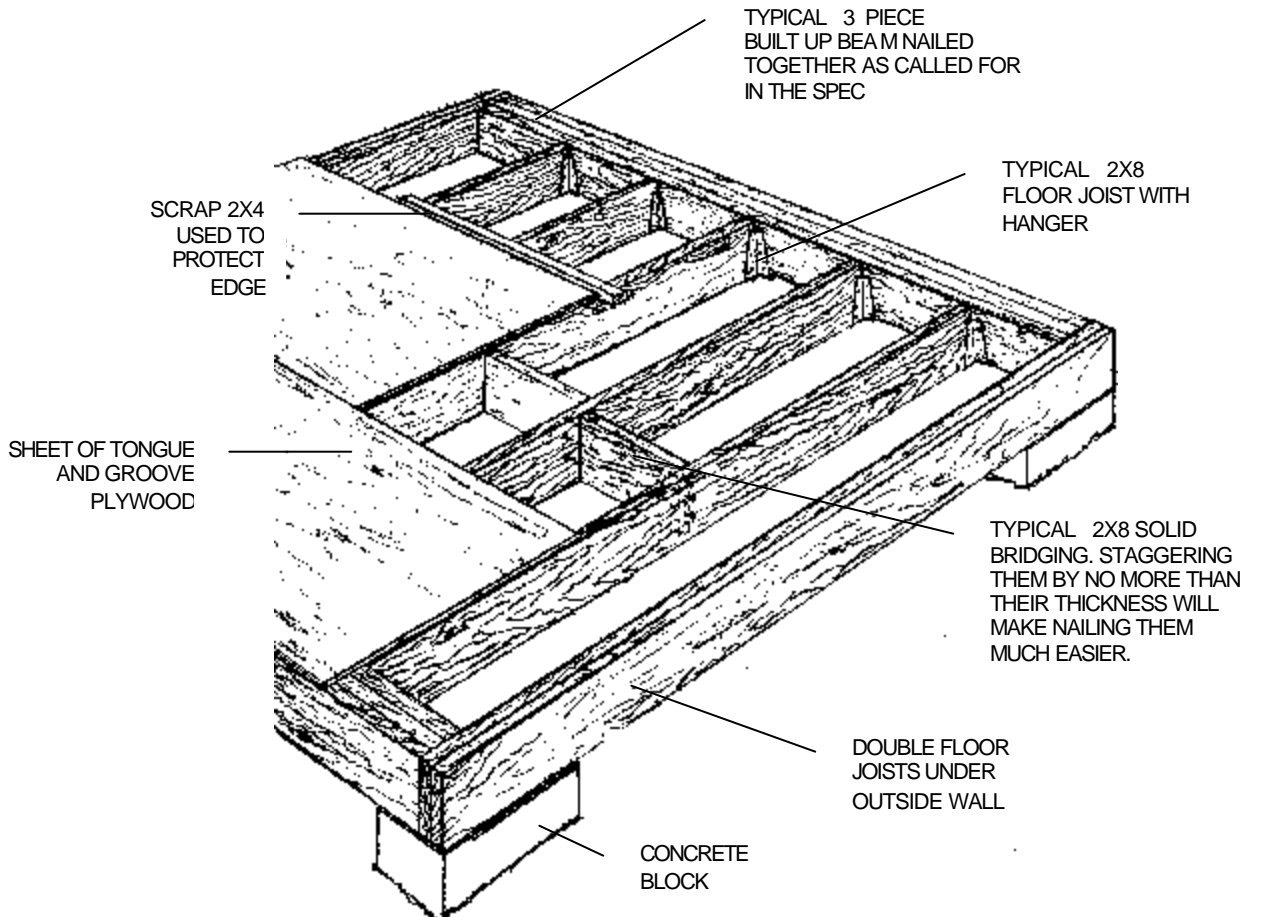 TYPICAL 3 PIECE
BUILT UP BEAM NAILED
TOGETHER AS CALLED FOR
IN THE SPEC
TYPICAL 2X8
FLOOR JOIST WITH
HANGER
SCRAP 2X4
USED TO
PROTECT
EDGE
SHEET OF TONGUE
AND GROOVE
PLYWOOD
TYPICAL 2X8 SOLID
BRIDGING. STAGGERING
THEM BY NO MORE THAN
THEIR THICKNESS WILL
MAKE NAILING THEM
MUCH EASIER.
DOUBLE FLOOR
JOISTS UNDER
OUTSIDE WALL
CONCRETE
BLOCK